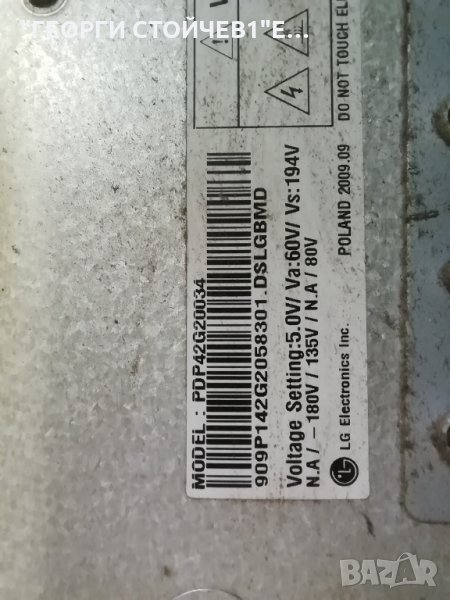 "ГЕОРГИ СТОЙЧЕВ1"Е...
MODEL : PDP42G20034
909P142G2058301.DSLGBMD
Voltage Setting:5.0V/ Va:60V/ Vs:194V
N.A / – 180V / 135V / N.A / 80V
LG Electronics Inc.
POLAND 2009.09
DO NOT TOUCH
BAZAR